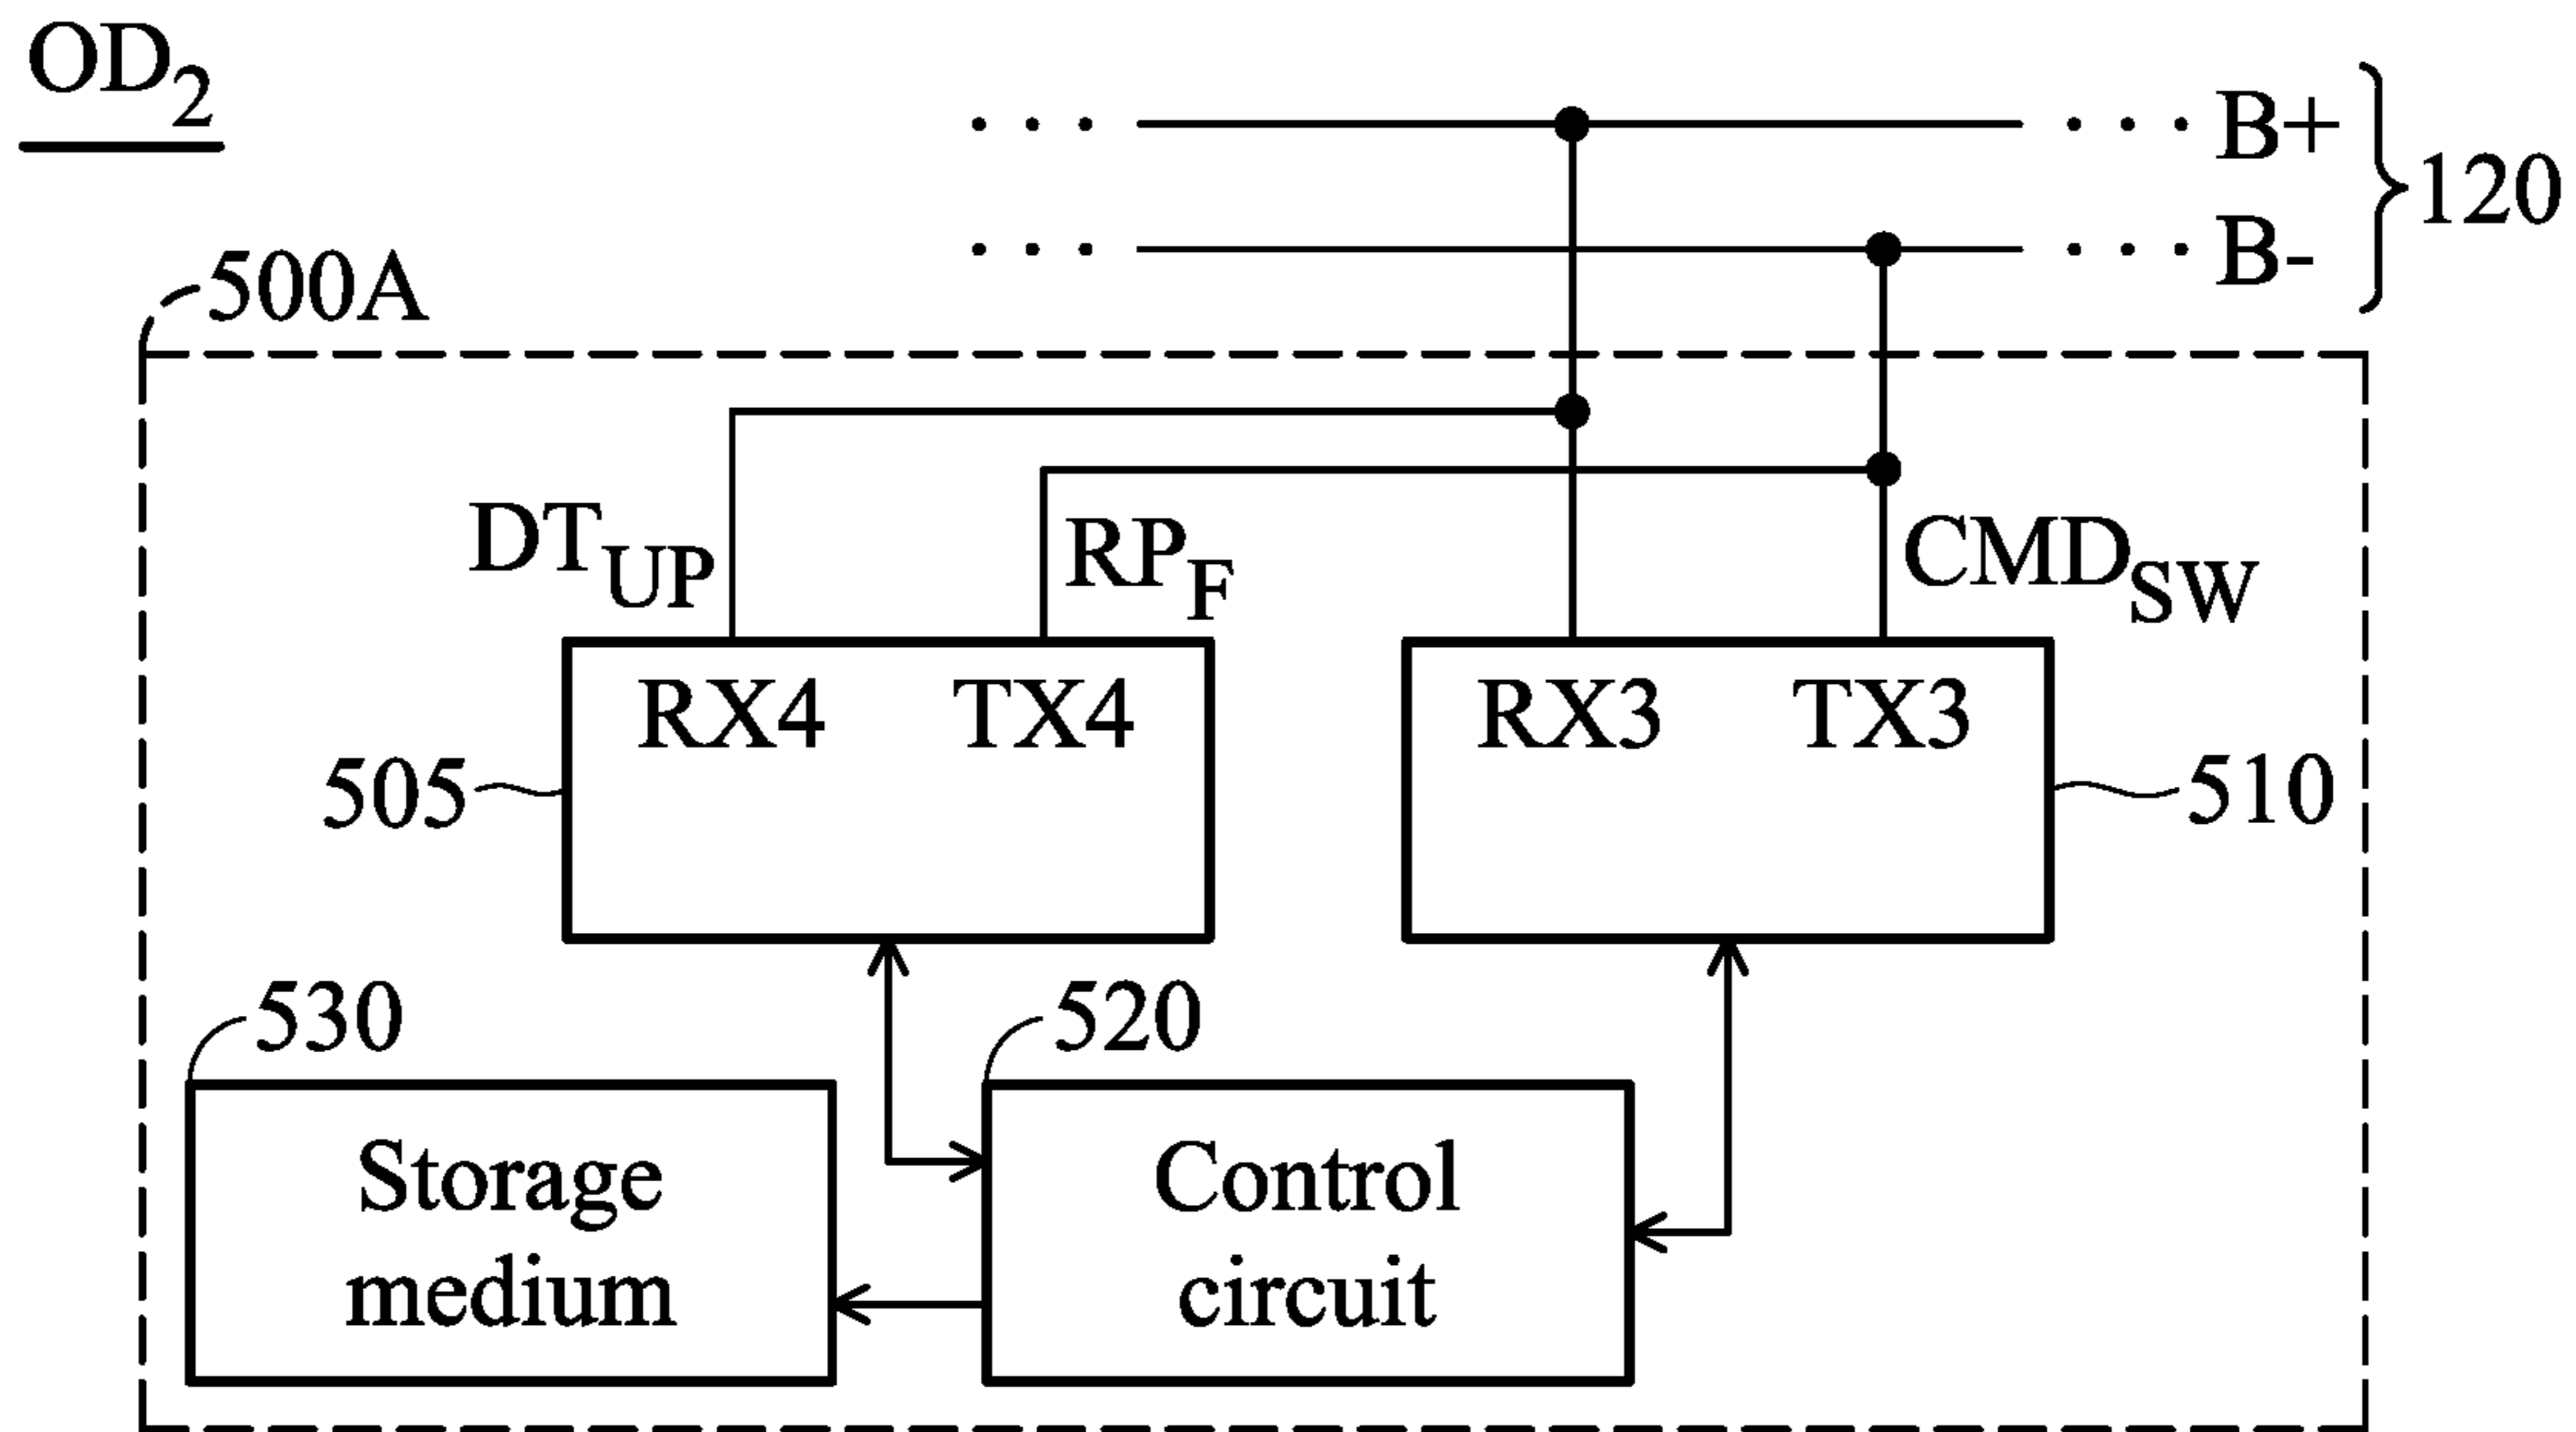 OD2
B+
B-
120
500A
DTUP
RPF
CMDSW
RX4 TX4
RX3 TX3
505
510
530
520
Storage
medium
Control
circuit